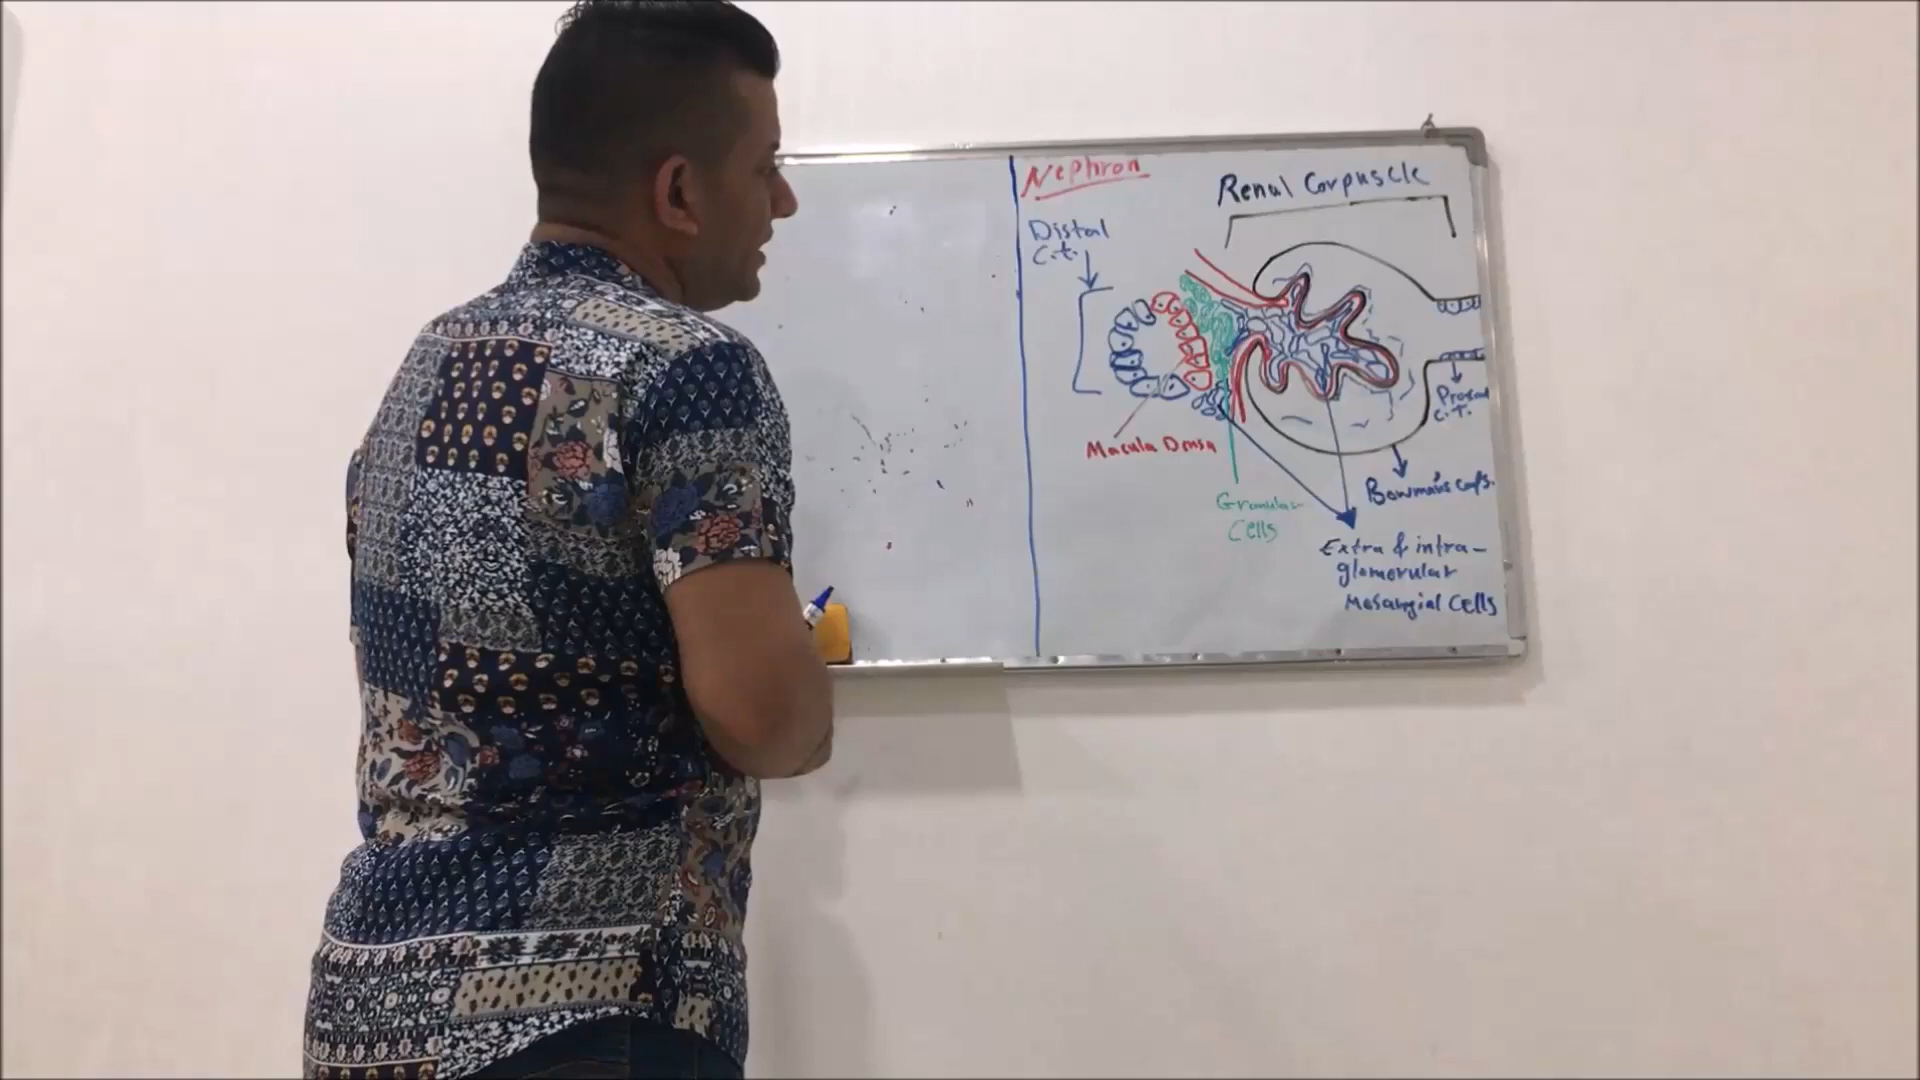 Nephron
Renal Corpuscle
Distal
C.t.
C.T.
Macula Densa
Bowman's Caps.
Granular
Cells
Extra & intra-
glomerular
Mesangial Cells